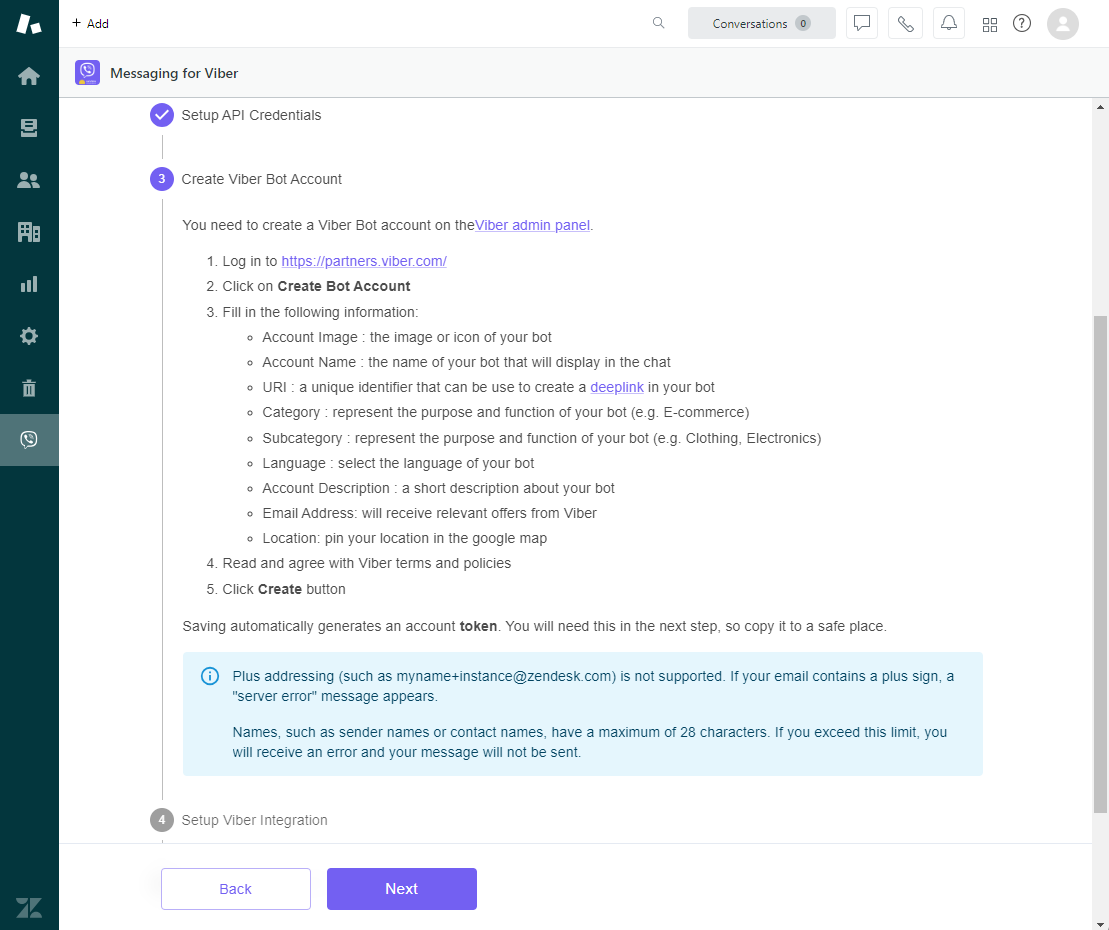 + Add
Conversations 0
Messaging for Viber
Setup API Credentials
3 Create Viber Bot Account
You need to create a Viber Bot account on theViber admin panel.
1. Log in to https://partners.viber.com/
2. Click on Create Bot Account
3. Fill in the following information:
◦ Account Image : the image or icon of your bot
◦ Account Name : the name of your bot that will display in the chat
◦ URI : a unique identifier that can be use to create a deeplink in your bot
◦ Category : represent the purpose and function of your bot (e.g. E-commerce)
◦ Subcategory : represent the purpose and function of your bot (e.g. Clothing, Electronics)
◦ Language : select the language of your bot
◦ Account Description : a short description about your bot
◦ Email Address: will receive relevant offers from Viber
◦ Location: pin your location in the google map
4. Read and agree with Viber terms and policies
5. Click Create button
Saving automatically generates an account token. You will need this in the next step, so copy it to a safe place.
Plus addressing (such as myname+instance@zendesk.com) is not supported. If your email contains a plus sign, a
"server error" message appears.
Names, such as sender names or contact names, have a maximum of 28 characters. If you exceed this limit, you
will receive an error and your message will not be sent.
4 Setup Viber Integration
Back
Next